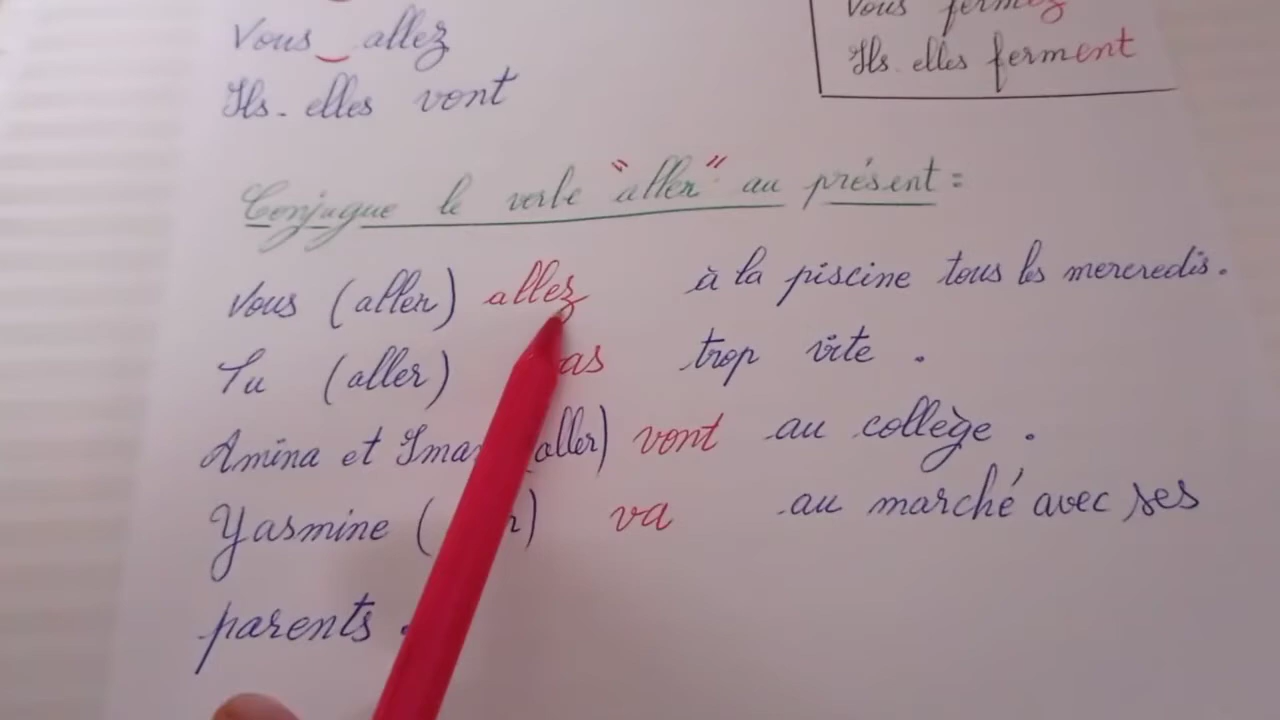 Vous fermez
Vous allez
Ils. elles ferment
Ils - elles vont
Conjugue le verbe "aller" au présent :
Vous (aller) allez à la piscine tous les mercredis.
Tu (aller) trop vite .
Amina et (aller) vont au collège .
Yasmine va au marché avec ses
parents .